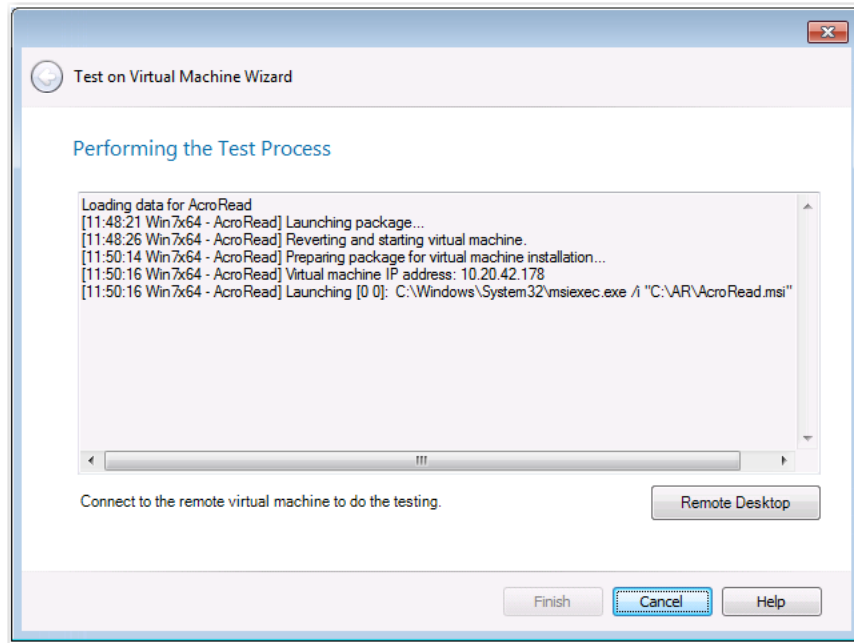 Test on Virtual Machine Wizard
Performing the Test Process
Loading data for AcroRead
[11:48:21 Win7x64 - AcroRead] Launching package...
[11:48:26 Win7x64 - AcroRead] Reverting and starting virtual machine.
[11:50:14 Win7x64 - AcroRead] Preparing package for virtual machine installation...
[11:50:16 Win7x64 - AcroRead] Virtual machine IP address: 10.20.42.178
[11:50:16 Win7x64 - AcroRead] Launching [0 0]:  C:\Windows\System32\msiexec.exe /i "C:\AR\AcroRead.msi"
Connect to the remote virtual machine to do the testing.
Remote Desktop
Finish
Cancel
Help